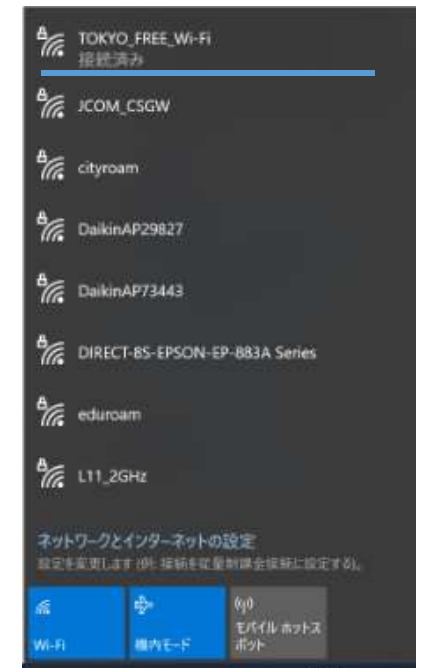 TOKYO_FREE_Wi-Fi
接続済み
JCOM_CSGW
cityroam
DaikinAP29827
DaikinAP73443
DIRECT-8S-EPSON-EP-883A Series
eduroam
L11_2GHz
ネットワークとインターネットの設定
設定を変更します (例: 接続を従量制課金接続に設定する)。
Wi-Fi
機内モード
モバイル ホットス
ポット